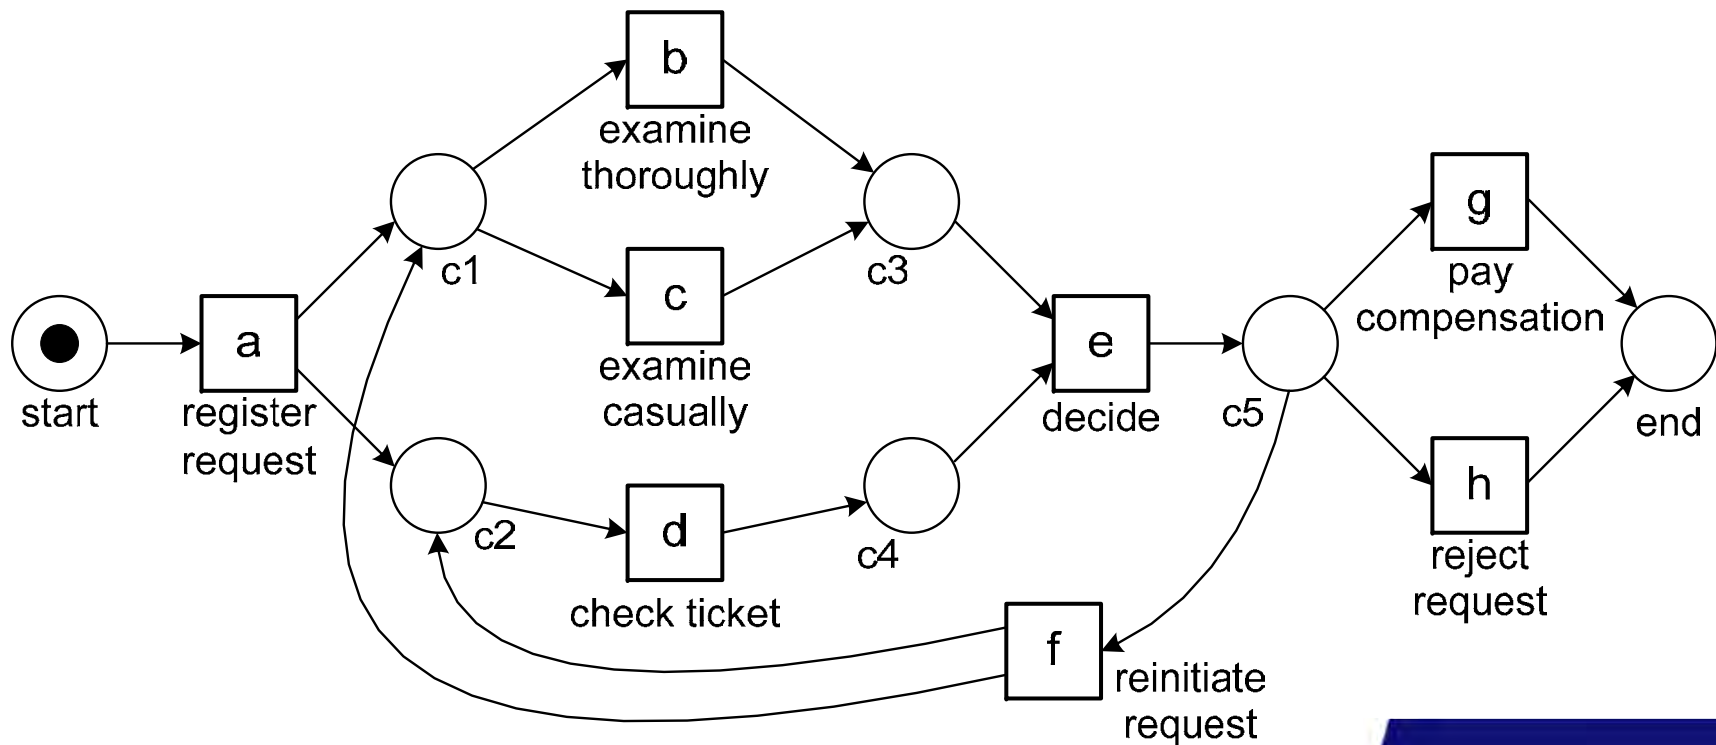 b
examine
thoroughly
c1
c3
g
pay
compensation
c
examine
casually
start
a
register
request
e
decide
c5
end
c2
d
check ticket
c4
h
reject
request
f
reinitiate
request